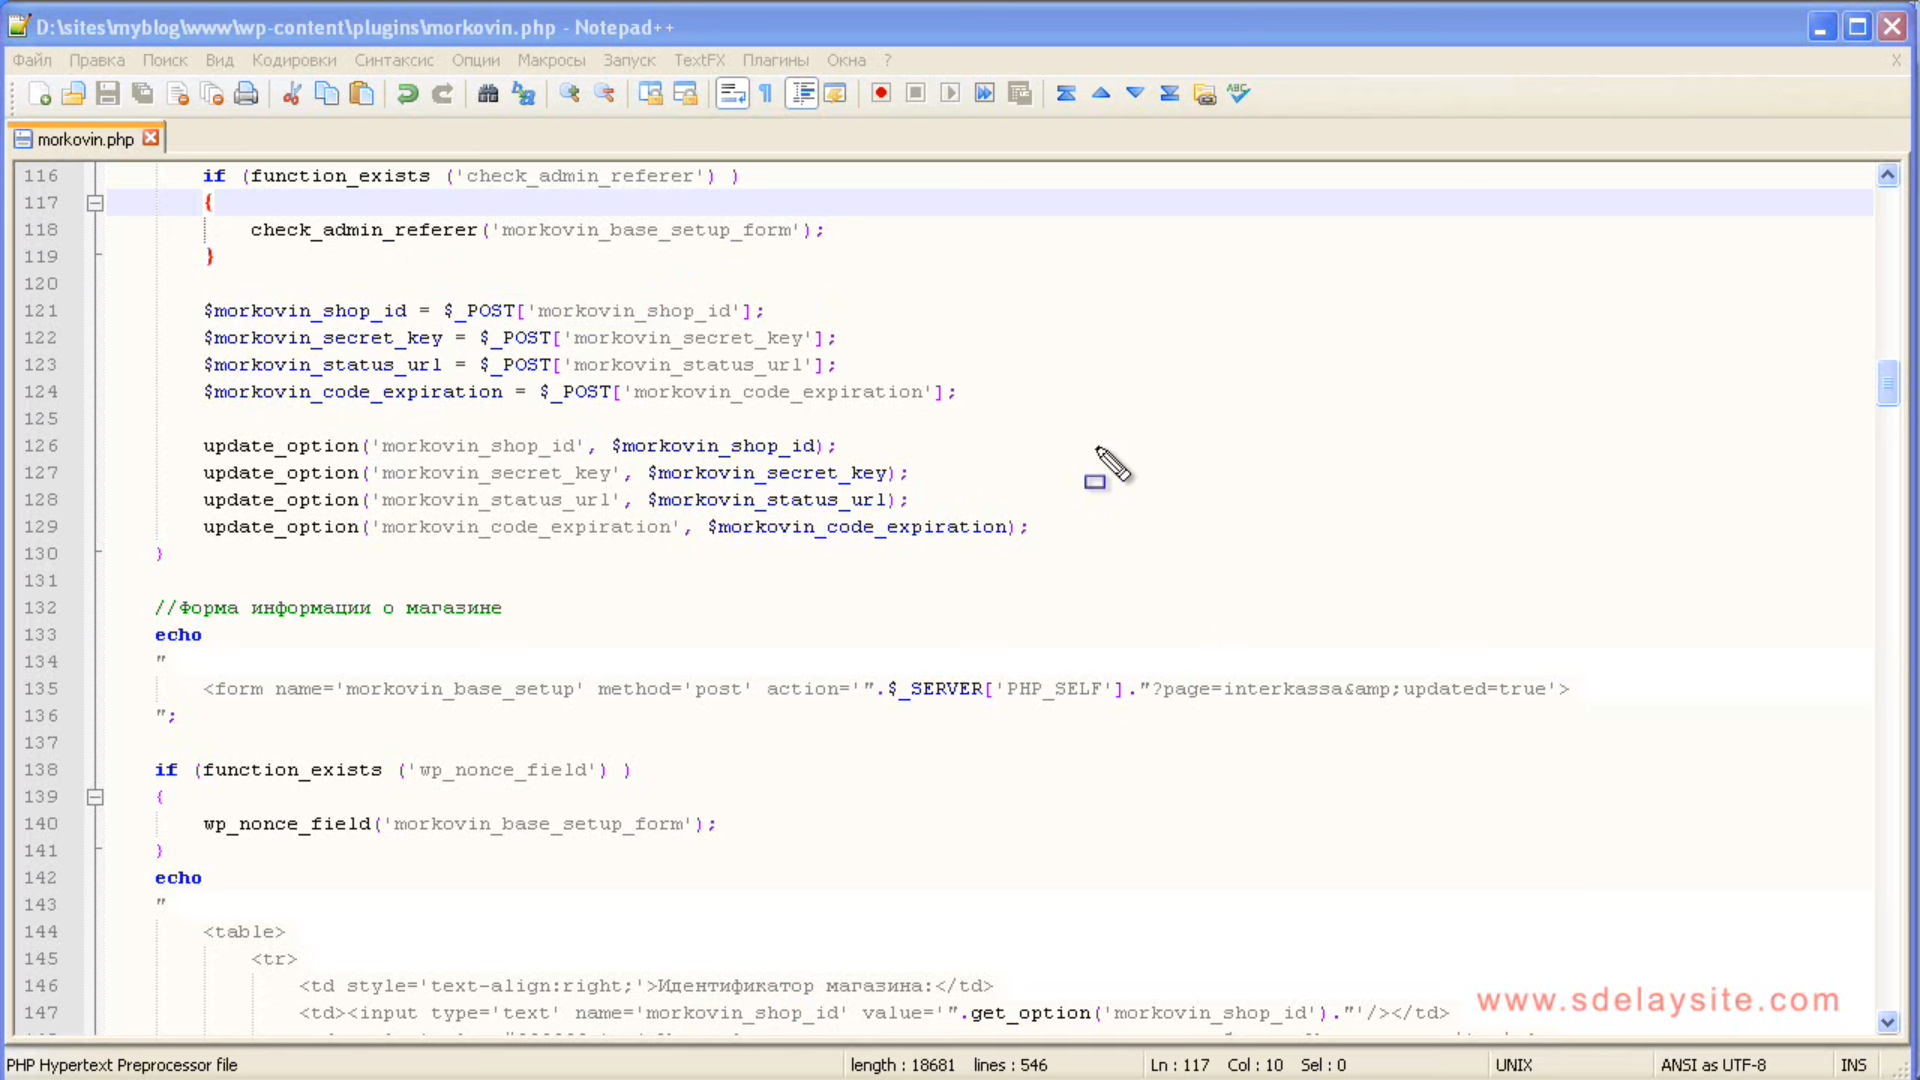 D:\sites\myblog\www\wp-content\plugins\morkovin.php - Notepad++
Файл Правка Поиск Вид Кодировки Синтаксис Опции Макросы Запуск TextFX Плагины Окна ? X
morkovin.php
116 if (function_exists ('check_admin_referer') )
117 {
118 check_admin_referer('morkovin_base_setup_form');
119 }
120
121 $morkovin_shop_id = $_POST['morkovin_shop_id'];
122 $morkovin_secret_key = $_POST['morkovin_secret_key'];
123 $morkovin_status_url = $_POST['morkovin_status_url'];
124 $morkovin_code_expiration = $_POST['morkovin_code_expiration'];
125
126 update_option('morkovin_shop_id', $morkovin_shop_id);
127 update_option('morkovin_secret_key', $morkovin_secret_key);
128 update_option('morkovin_status_url', $morkovin_status_url);
129 update_option('morkovin_code_expiration', $morkovin_code_expiration);
130 }
131
132 //Форма информации о магазине
133 echo
134 "
135 <form name='morkovin_base_setup' method='post' action='".$_SERVER['PHP_SELF']."?page=interkassa&amp;updated=true'>
136 ";
137
138 if (function_exists ('wp_nonce_field') )
139 {
140 wp_nonce_field('morkovin_base_setup_form');
141 }
142 echo
143 "
144 <table>
145 <tr>
146 <td style='text-align:right;'>Идентификатор магазина:</td>
147 <td><input type='text' name='morkovin_shop_id' value='".get_option('morkovin_shop_id')."'/></td>
www.sdelaysite.com
PHP Hypertext Preprocessor file length : 18681 lines : 546 Ln : 117 Col : 10 Sel : 0 UNIX ANSI as UTF-8 INS